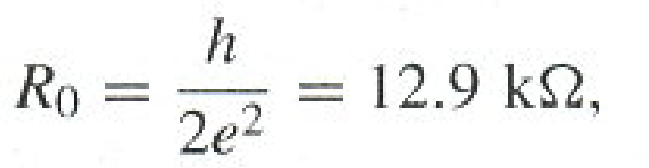 R₀ = h / 2e² = 12.9 kΩ,